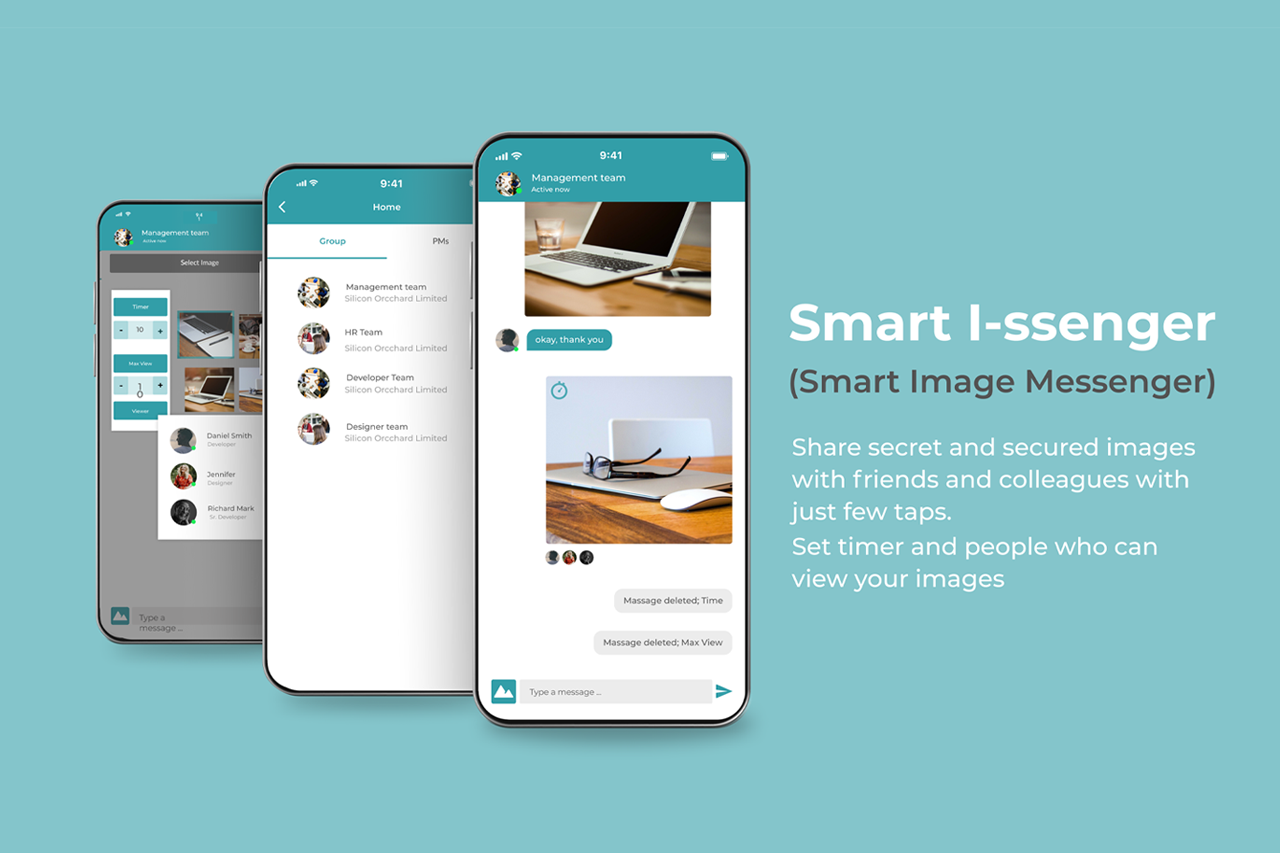 Management team
Active now
Select Image
Timer
- 10 +
Max View
- 10 +
Viewer
Daniel Smith
Developer
Jennifer
Designer
Richard Mark
Sr. Developer
Type a
message ...
9:41
Home
Group PMs
Management team
Silicon Orcchard Limited
HR Team
Silicon Orcchard Limited
Developer Team
Silicon Orcchard Limited
Designer team
Silicon Orcchard Limited
9:41
Management team
Active now
okay, thank you
Massage deleted; Time
Massage deleted; Max View
Type a message ...
Smart I-ssenger
(Smart Image Messenger)
Share secret and secured images
with friends and colleagues with
just few taps.
Set timer and people who can
view your images